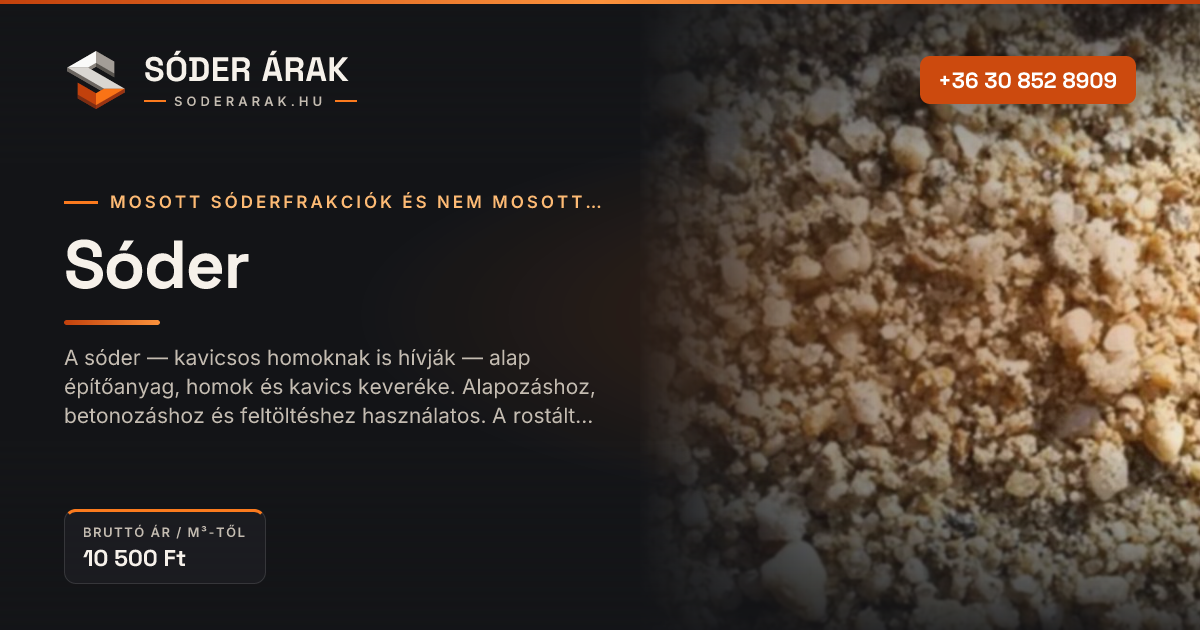 SÓDER ÁRAK
SODERARAK.HU
+36 30 852 8909
MOSOTT SÓDERFRAKCIÓK ÉS NEM MOSOTT…
Sóder
A sóder — kavicsos homoknak is hívják — alap
építőanyag, homok és kavics keveréke. Alapozáshoz,
betonozáshoz és feltöltéshez használatos. A rostált…
BRUTTÓ ÁR / M³-TŐL
10 500 Ft